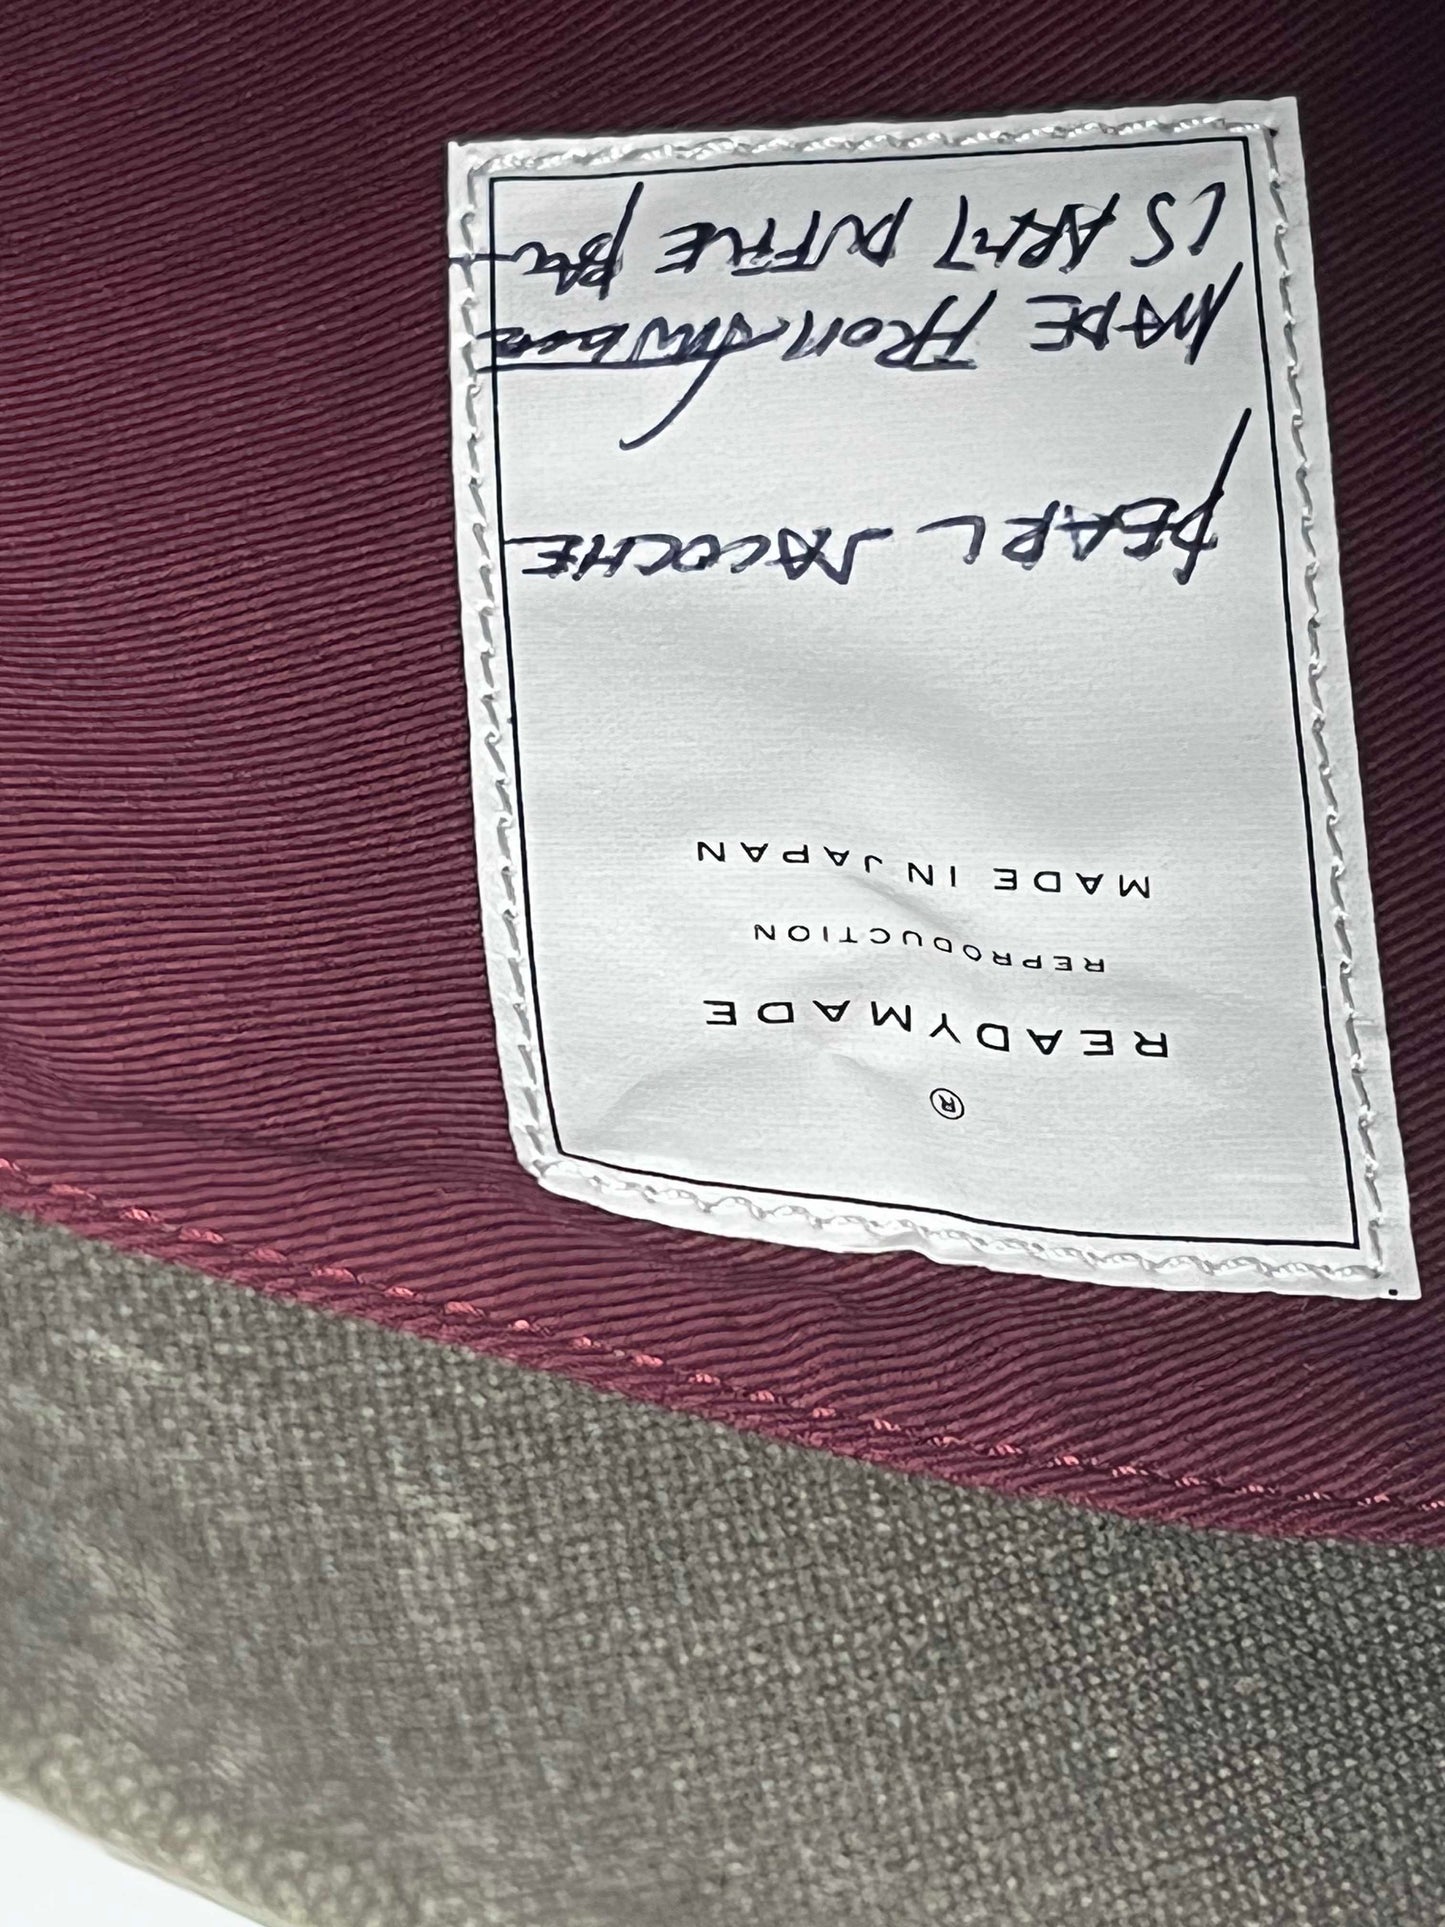 ®
READYMADE
REPRODUCTION
MADE IN JAPAN
PEARL SACOCHE
MADE FROM
US ARMY DUFFLE BAG